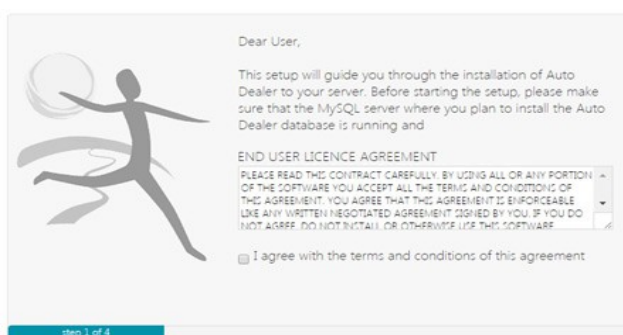 Dear User,
This setup will guide you through the installation of Auto
Dealer to your server. Before starting the setup, please make
sure that the MySQL server where you plan to install the Auto
Dealer database is running and
END USER LICENCE AGREEMENT
PLEASE READ THIS CONTRACT CAREFULLY. BY USING ALL OR ANY PORTION
OF THE SOFTWARE YOU ACCEPT ALL THE TERMS AND CONDITIONS OF
THIS AGREEMENT. YOU AGREE THAT THIS AGREEMENT IS ENFORCEABLE
LIKE ANY WRITTEN NEGOTIATED AGREEMENT SIGNED BY YOU. IF YOU DO
NOT AGREE, DO NOT INSTALL OR OTHERWISE USE THIS SOFTWARE
I agree with the terms and conditions of this agreement
step 1 of 4